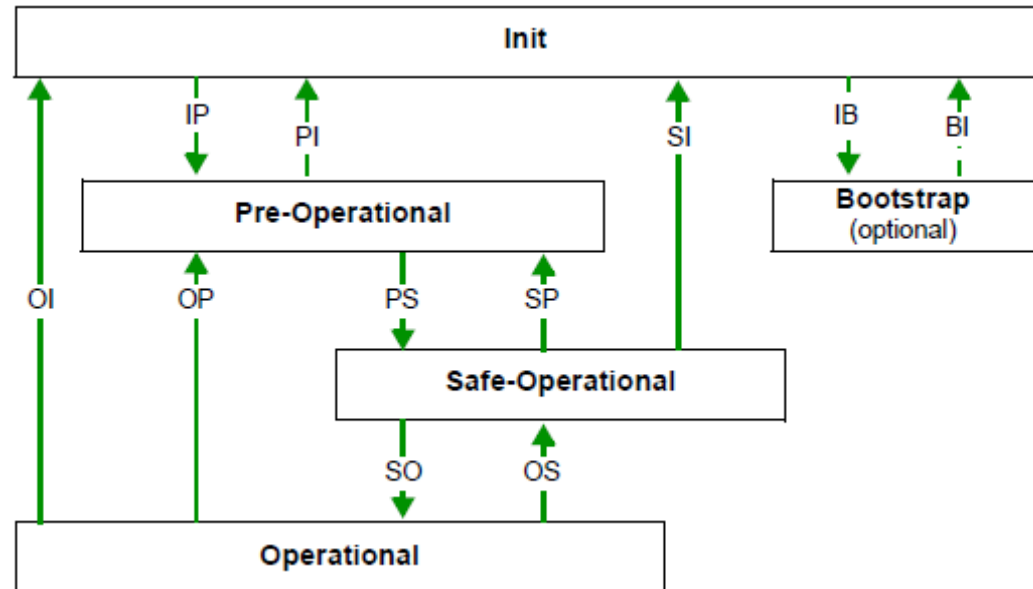 Init
IP
PI
SI
IB
BI
Pre-Operational
Bootstrap
(optional)
OI
OP
PS
SP
Safe-Operational
SO
OS
Operational